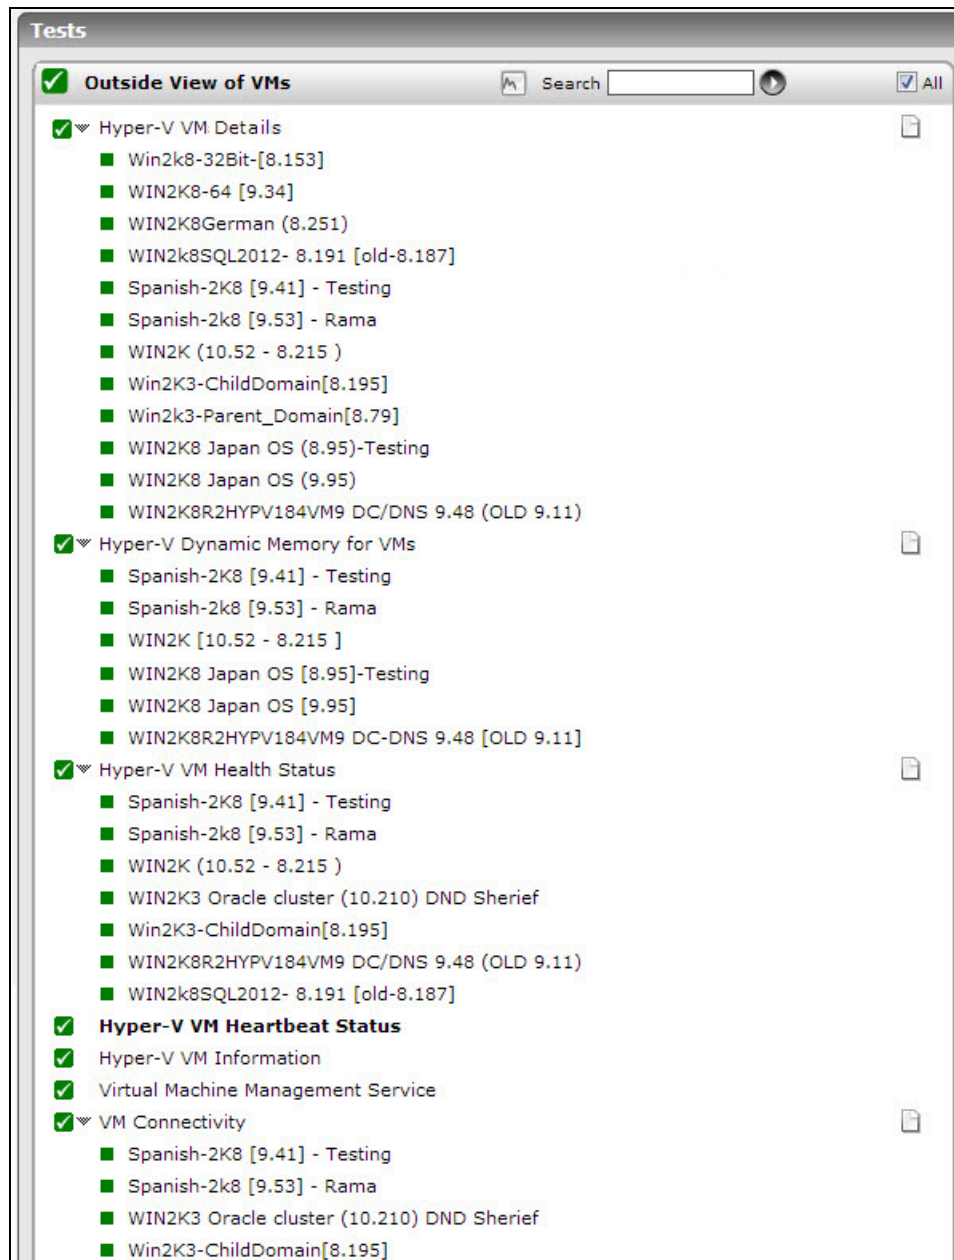 Tests
Outside View of VMs Search All
Hyper-V VM Details
Win2k8-32Bit-[8.153]
WIN2K8-64 [9.34]
WIN2K8German (8.251)
WIN2k8SQL2012- 8.191 [old-8.187]
Spanish-2K8 [9.41] - Testing
Spanish-2k8 [9.53] - Rama
WIN2K (10.52 - 8.215 )
Win2K3-ChildDomain[8.195]
Win2k3-Parent_Domain[8.79]
WIN2K8 Japan OS (8.95)-Testing
WIN2K8 Japan OS (9.95)
WIN2K8R2HYPV184VM9 DC/DNS 9.48 (OLD 9.11)
Hyper-V Dynamic Memory for VMs
Spanish-2K8 [9.41] - Testing
Spanish-2k8 [9.53] - Rama
WIN2K [10.52 - 8.215 ]
WIN2K8 Japan OS [8.95]-Testing
WIN2K8 Japan OS [9.95]
WIN2K8R2HYPV184VM9 DC-DNS 9.48 [OLD 9.11]
Hyper-V VM Health Status
Spanish-2K8 [9.41] - Testing
Spanish-2k8 [9.53] - Rama
WIN2K (10.52 - 8.215 )
WIN2K3 Oracle cluster (10.210) DND Sherief
Win2K3-ChildDomain[8.195]
WIN2K8R2HYPV184VM9 DC/DNS 9.48 (OLD 9.11)
WIN2k8SQL2012- 8.191 [old-8.187]
Hyper-V VM Heartbeat Status
Hyper-V VM Information
Virtual Machine Management Service
VM Connectivity
Spanish-2K8 [9.41] - Testing
Spanish-2k8 [9.53] - Rama
WIN2K3 Oracle cluster (10.210) DND Sherief
Win2K3-ChildDomain[8.195]